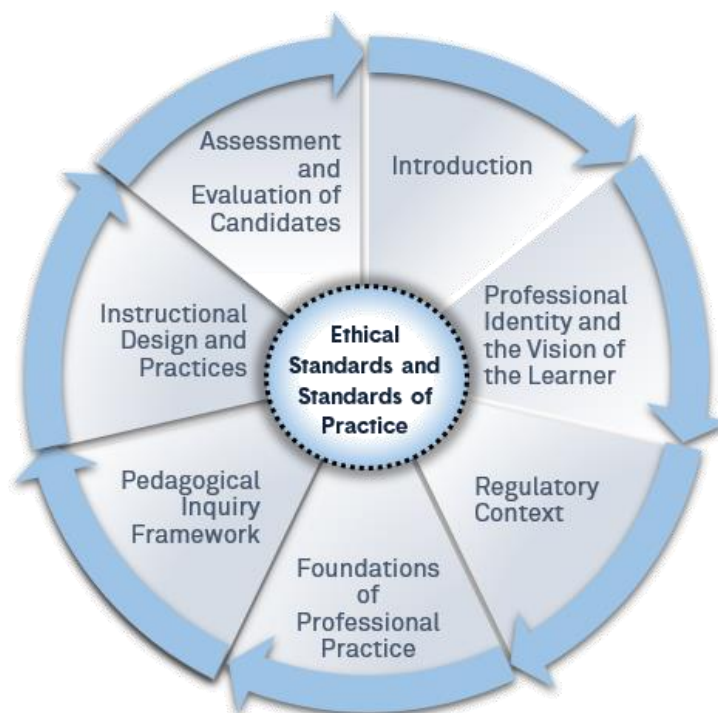 Assessment
and
Evaluation of
Candidates
Introduction
Professional
Identity and
the Vision of
the Learner
Regulatory
Context
Foundations
of
Professional
Practice
Pedagogical
Inquiry
Framework
Instructional
Design and
Practices
Ethical
Standards and
Standards of
Practice